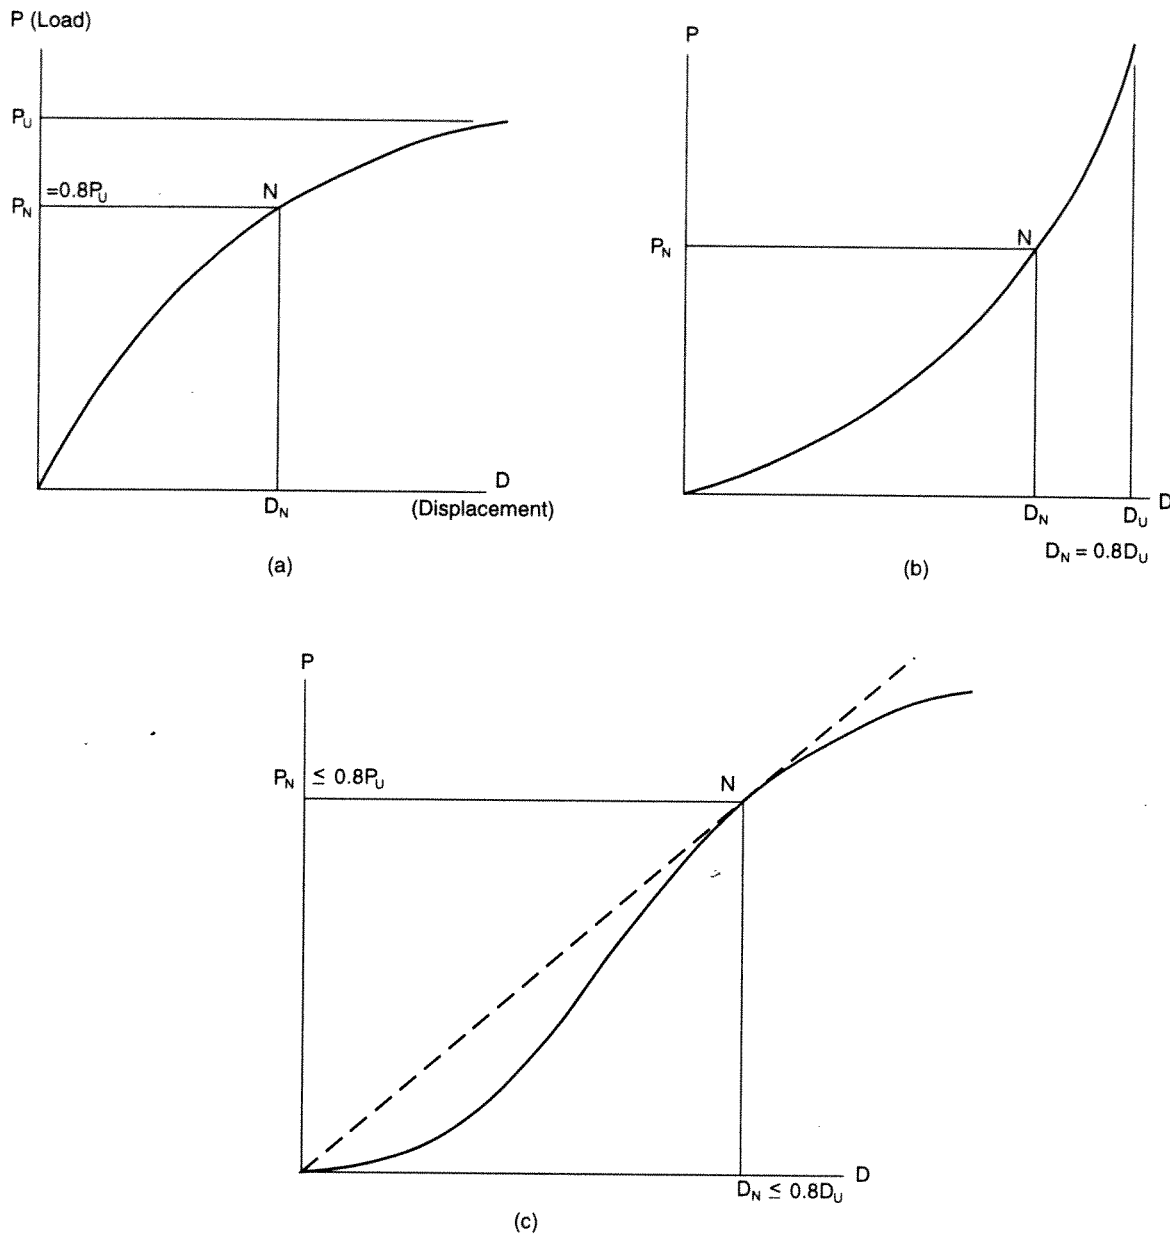 P (Load)
P_U
=0.8P_U
P_N
N
D
D_N
(Displacement)
(a)
P
P_N
N
D
D_N
D_U
D_N = 0.8D_U
(b)
P
P_N ≤ 0.8P_U
N
D
D_N ≤ 0.8D_U
(c)